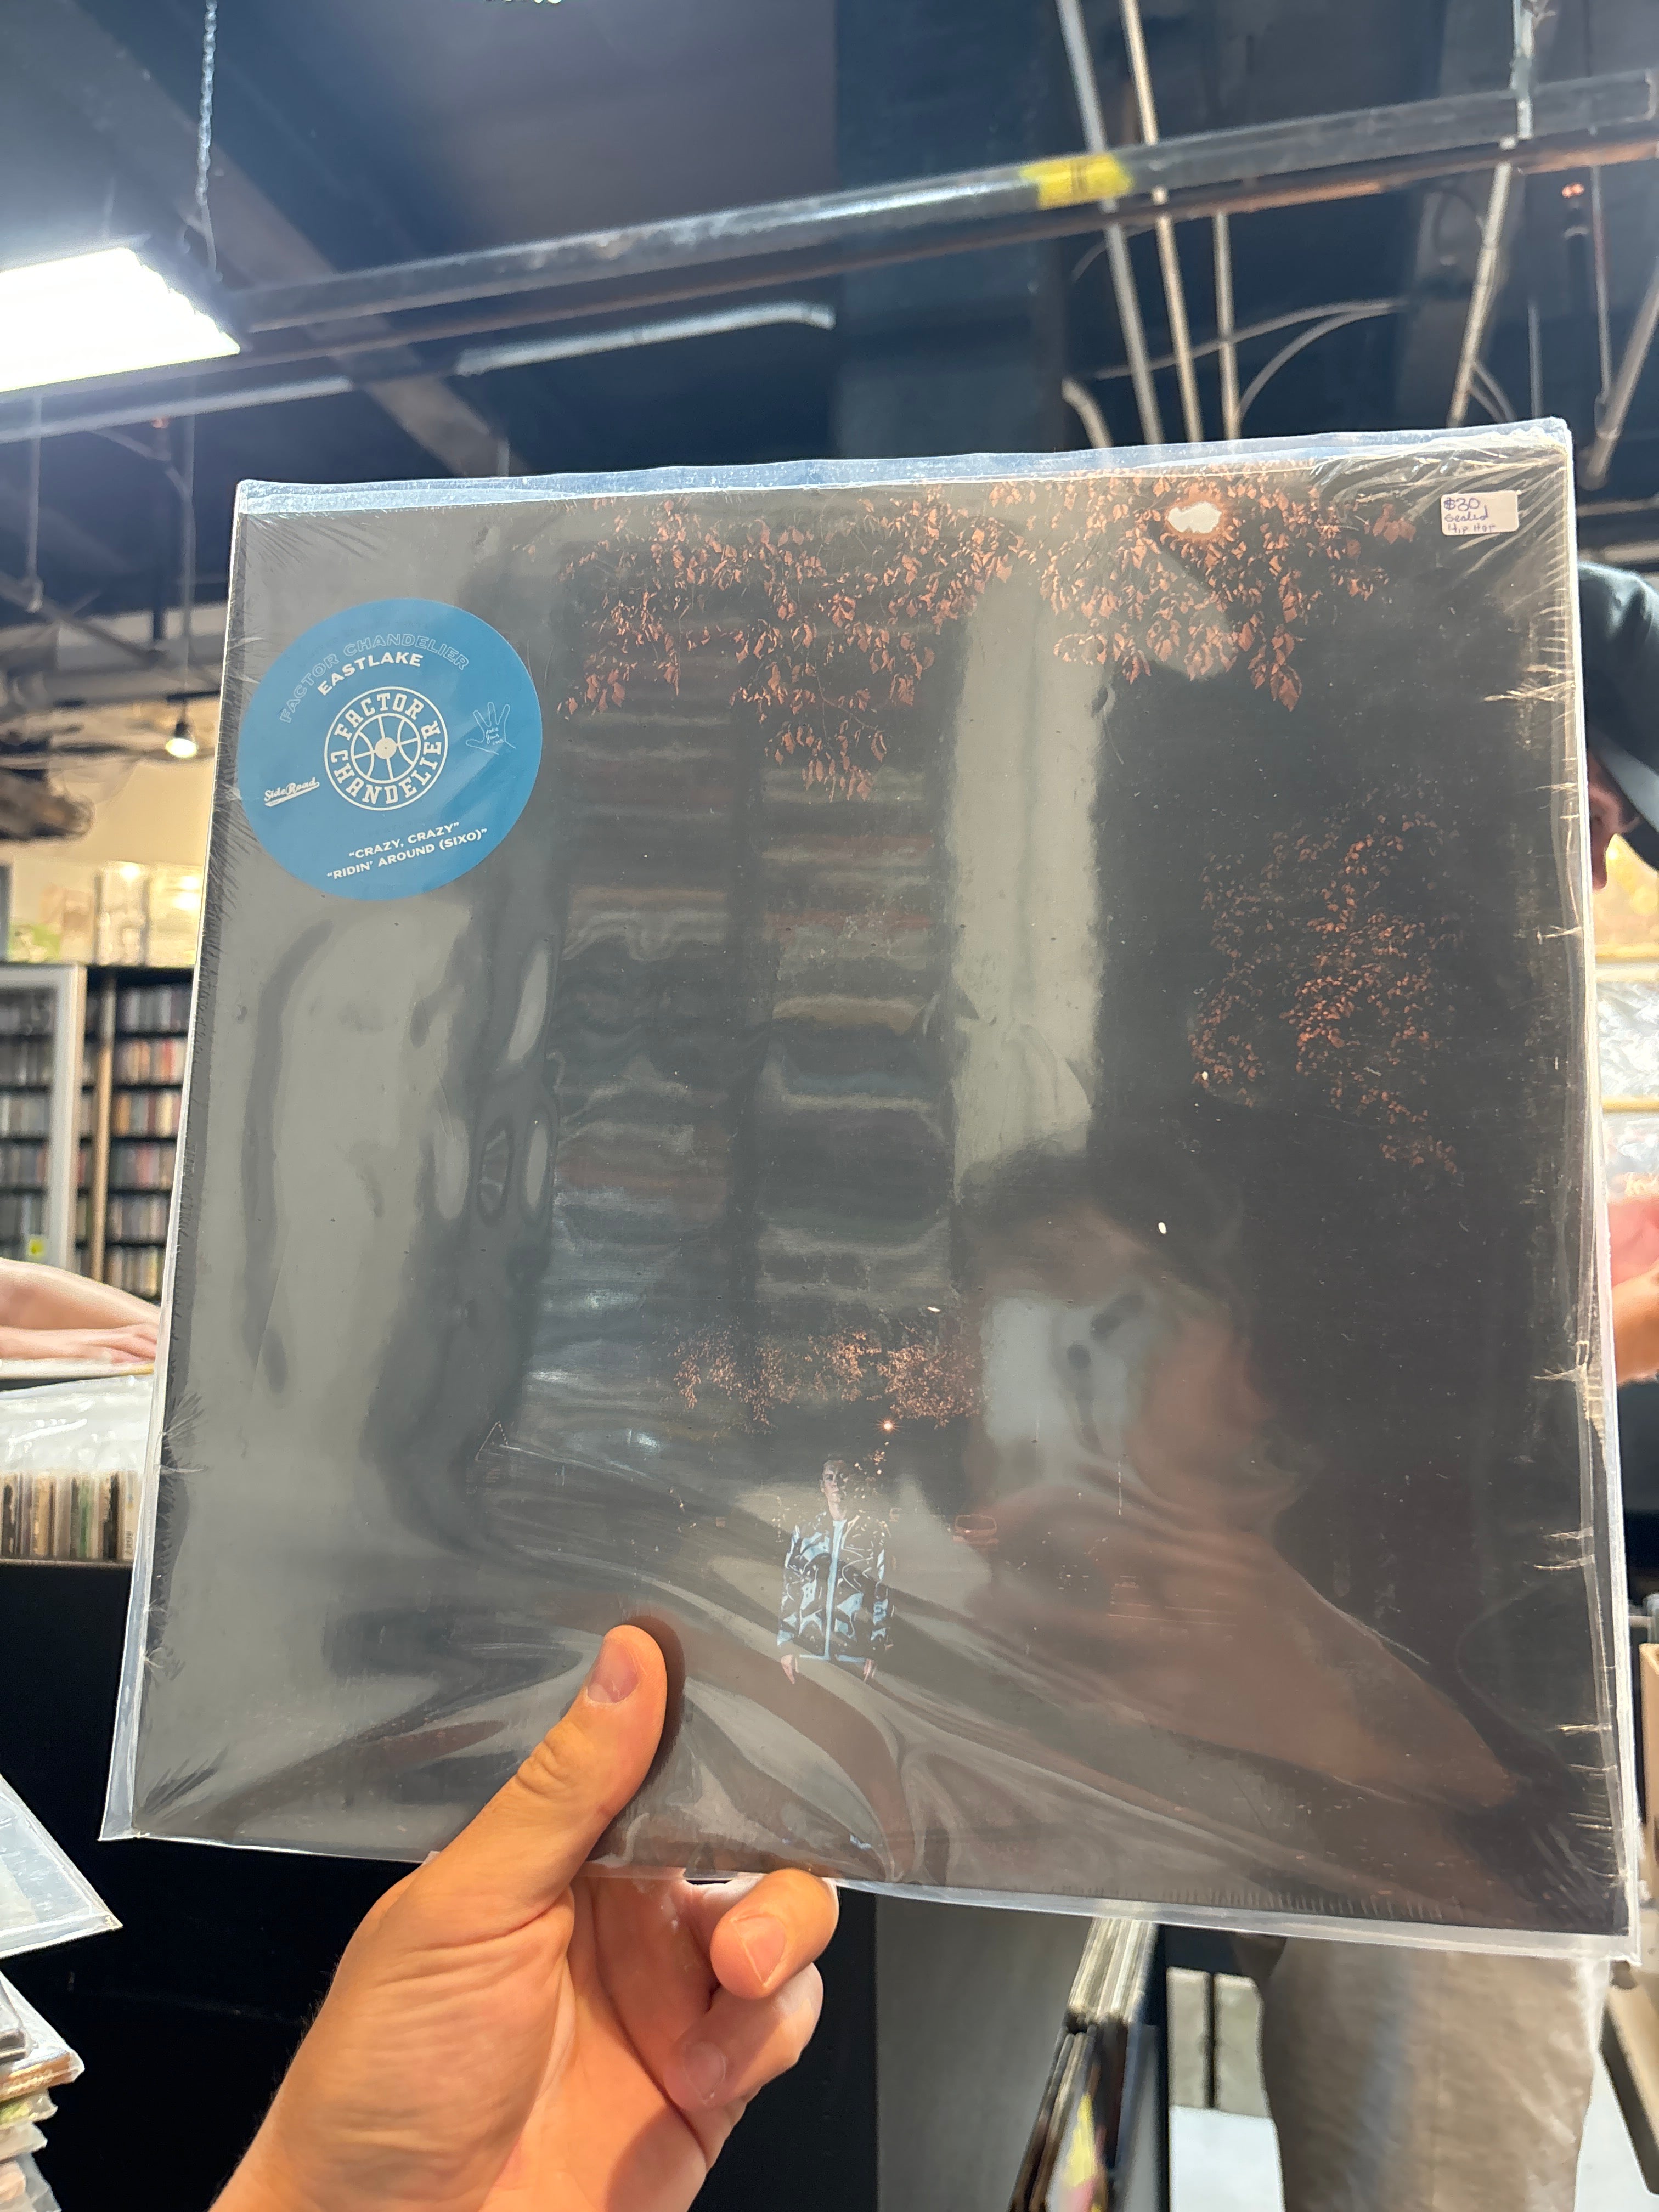 $30
Sealed
Hip Hop
FACTOR CHANDELIER
EASTLAKE
FACTOR CHANDELIER
SideRoad
"CRAZY, CRAZY"
"RIDIN' AROUND (SIXO)"